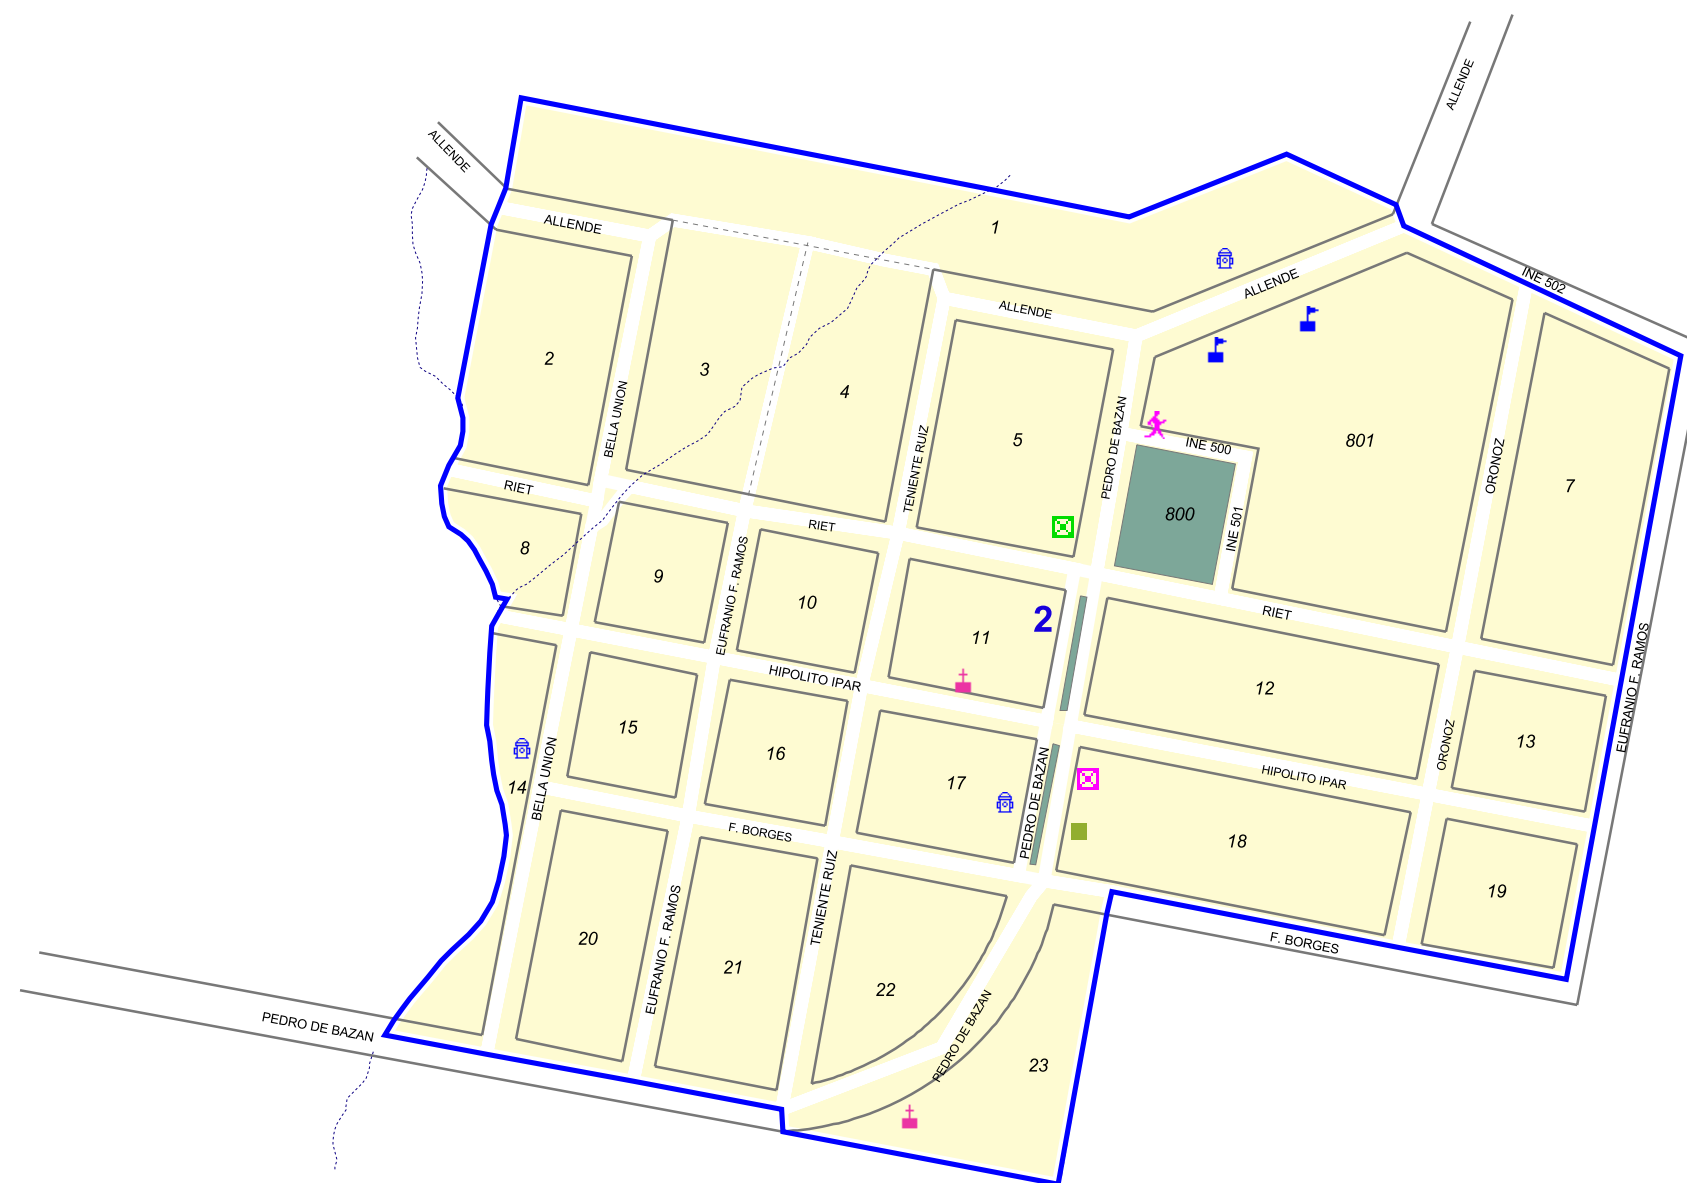 ALLENDE
ALLENDE
ALLENDE
1
INE 502
ALLENDE
ALLENDE
2
3
4
5
801
7
BELLA UNION
TENIENTE RUIZ
PEDRO DE BAZAN
INE 500
ORONOZ
RIET
RIET
800
INE 501
8
9
10
EUFRANIO F. RAMOS
11
2
RIET
12
13
EUFRANIO F. RAMOS
HIPOLITO IPAR
HIPOLITO IPAR
ORONOZ
14
BELLA UNION
15
16
17
PEDRO DE BAZAN
18
19
F. BORGES
F. BORGES
20
EUFRANIO F. RAMOS
21
TENIENTE RUIZ
22
PEDRO DE BAZAN
23
PEDRO DE BAZAN